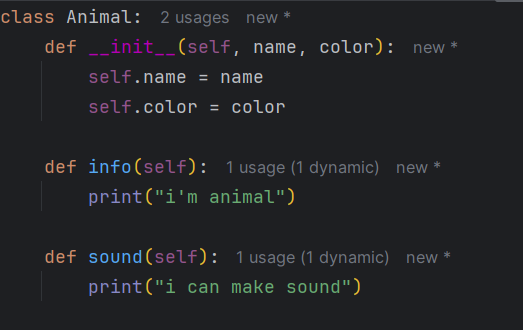 class Animal:  2 usages  new *
    def __init__(self, name, color):  new *
        self.name = name
        self.color = color

    def info(self):  1 usage (1 dynamic)  new *
        print("i'm animal")

    def sound(self):  1 usage (1 dynamic)  new *
        print("i can make sound")